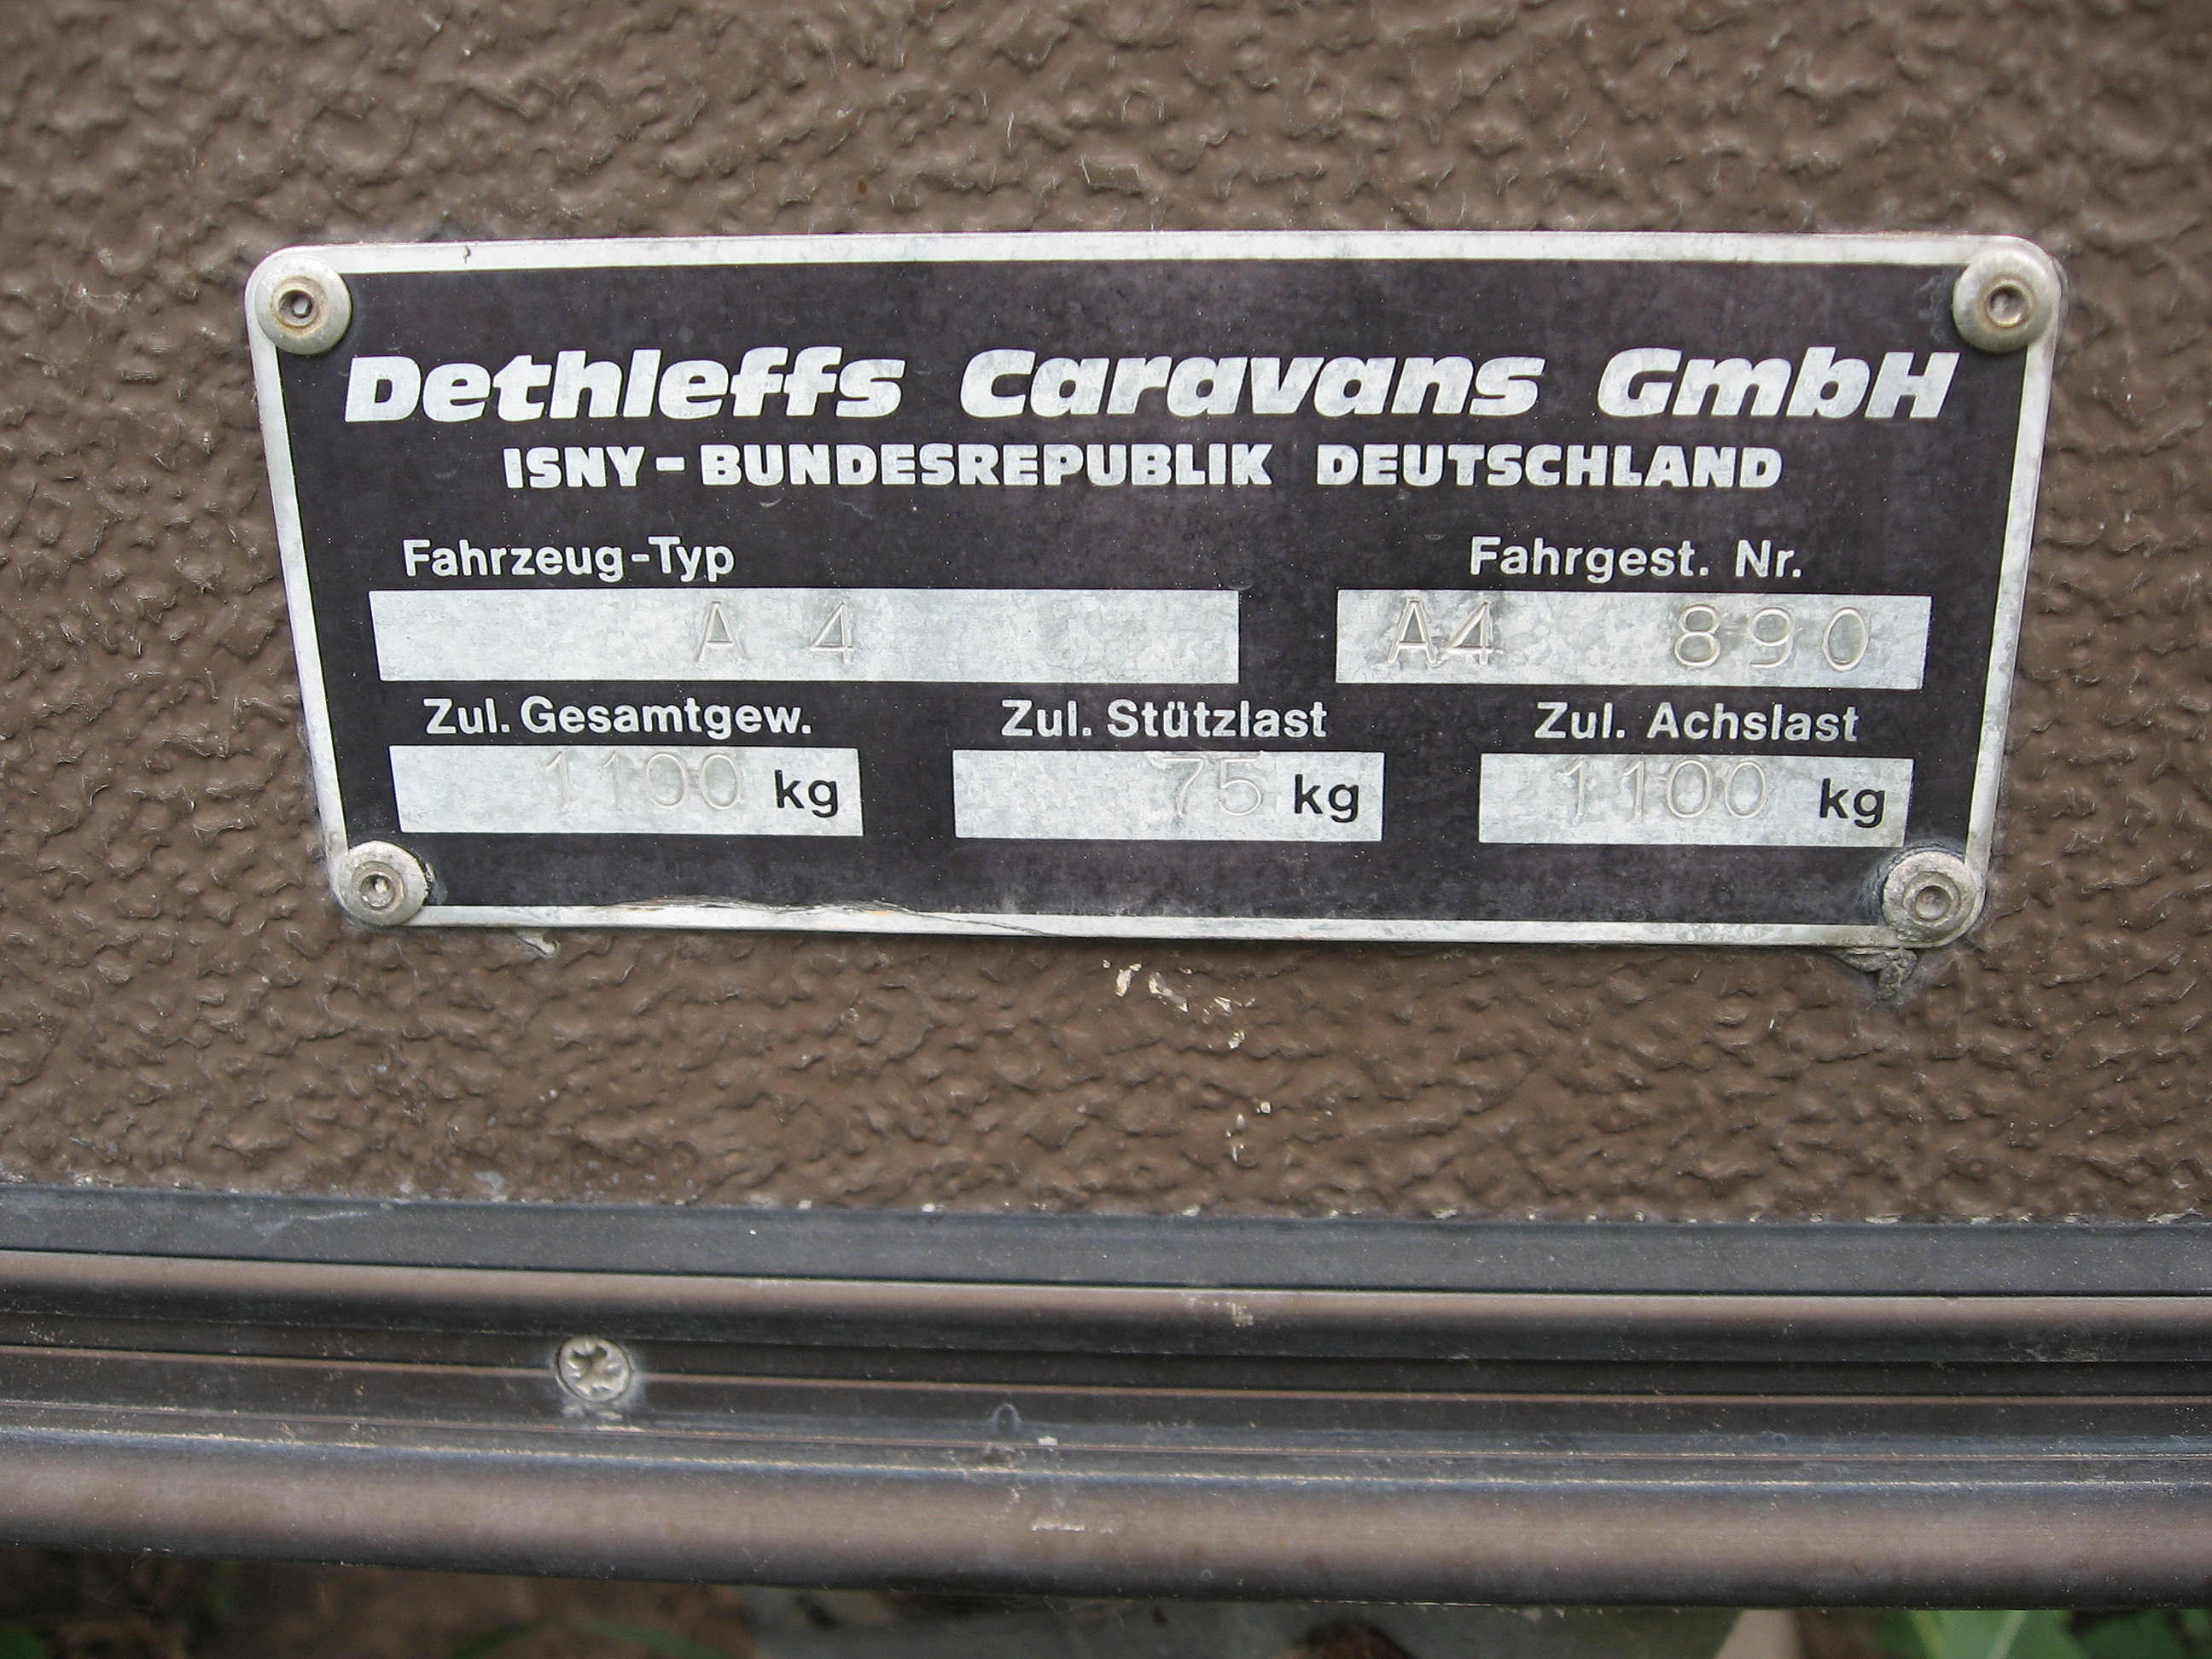 Dethleffs Caravans GmbH
ISNY-BUNDESREPUBLIK DEUTSCHLAND
Fahrzeug-Typ Fahrgest. Nr.
A 4 A4 890
Zul. Gesamtgew. Zul. Stützlast Zul. Achslast
1100 kg 75 kg 1100 kg